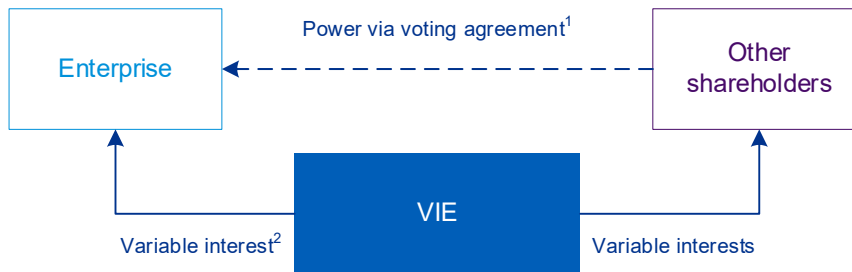 Power via voting agreement¹
Enterprise
Other
shareholders
VIE
Variable interest²
Variable interests